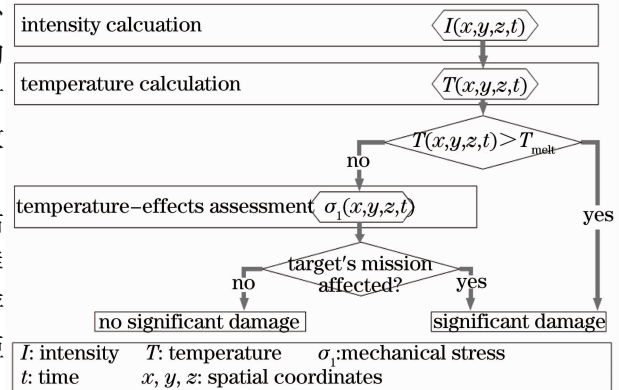 intensity calcuation I(x,y,z,t)
temperature calculation T(x,y,z,t)
T(x,y,z,t)>T_melt
no
yes
temperature-effects assessment σ₁(x,y,z,t)
target's mission
affected?
no
yes
no significant damage
significant damage
I: intensity T: temperature σ₁:mechanical stress
t: time x, y, z: spatial coordinates